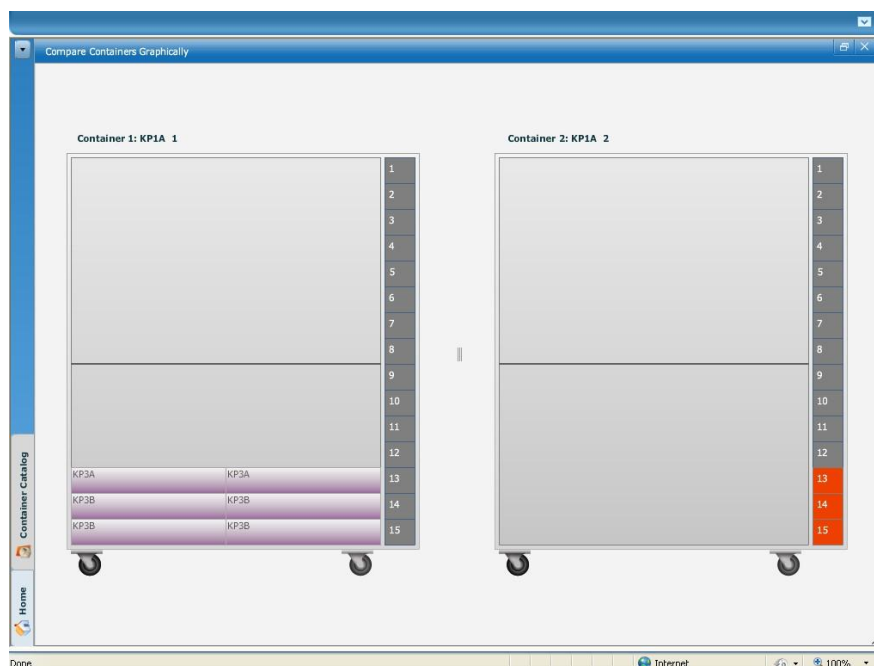 Compare Containers Graphically
Container 1: KP1A 1
1
2
3
4
5
6
7
8
9
10
11
12
KP3A KP3A 13
KP3B KP3B 14
KP3B KP3B 15
Container 2: KP1A 2
1
2
3
4
5
6
7
8
9
10
11
12
13
14
15
Container Catalog
Home
Done
Internet
100%